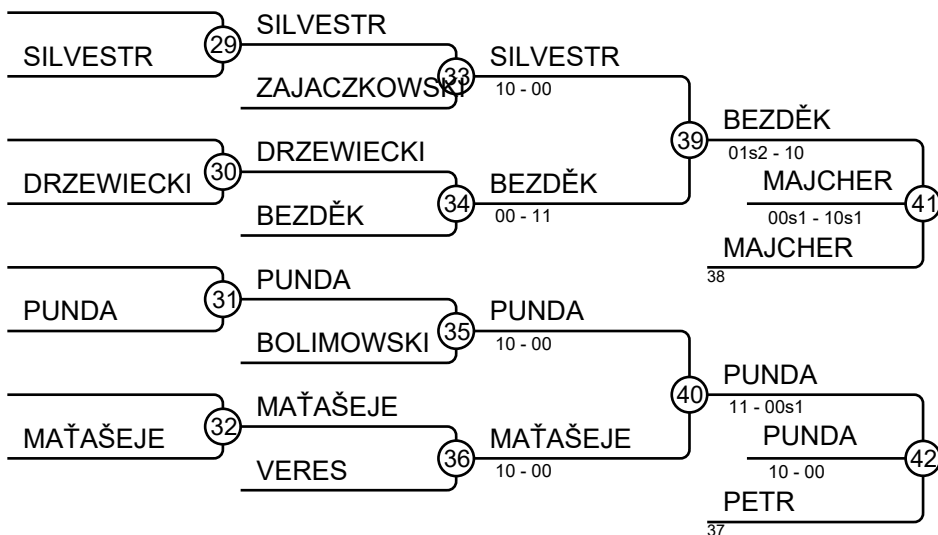 SILVESTR
29
SILVESTR
ZAJACZKOWSKI
33
SILVESTR
10 - 00
DRZEWIECKI
30
DRZEWIECKI
BEZDĚK
34
BEZDĚK
00 - 11
39
BEZDĚK
01s2 - 10
MAJCHER
00s1 - 10s1
41
MAJCHER
38
PUNDA
31
PUNDA
BOLIMOWSKI
35
PUNDA
10 - 00
MAŤAŠEJE
32
MAŤAŠEJE
VERES
36
MAŤAŠEJE
10 - 00
40
PUNDA
11 - 00s1
PUNDA
10 - 00
42
PETR
37